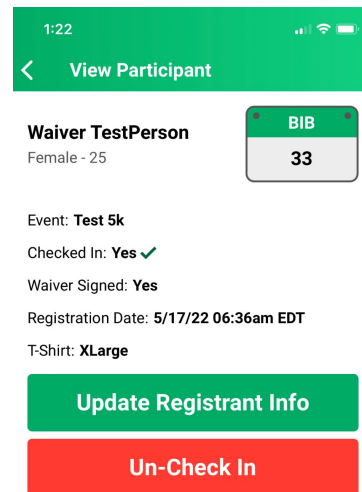 1:22
View Participant
Waiver TestPerson
Female - 25
BIB
33
Event: Test 5k
Checked In: Yes ✓
Waiver Signed: Yes
Registration Date: 5/17/22 06:36am EDT
T-Shirt: XLarge
Update Registrant Info
Un-Check In